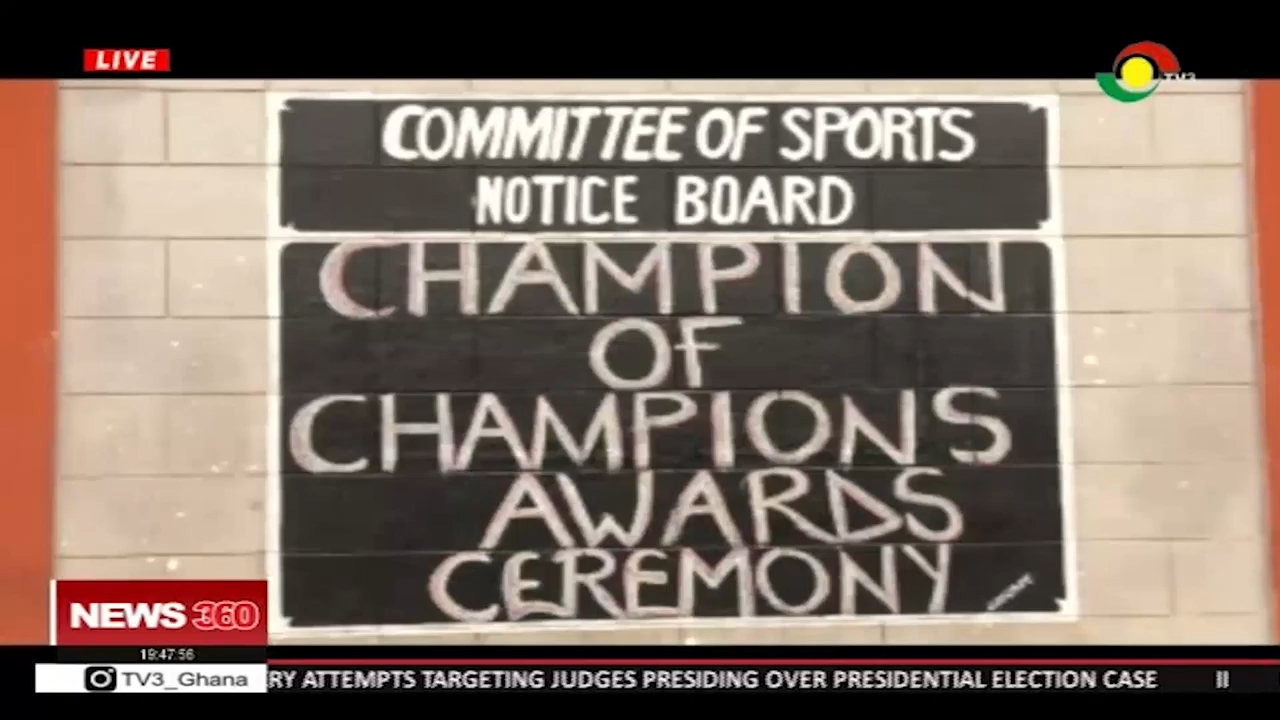 LIVE
TV3
COMMITTEE OF SPORTS
NOTICE BOARD
CHAMPION
OF
CHAMPIONS
AWARDS
CEREMONY
NEWS 360
19:47:56
TV3_Ghana
RY ATTEMPTS TARGETING JUDGES PRESIDING OVER PRESIDENTIAL ELECTION CASE